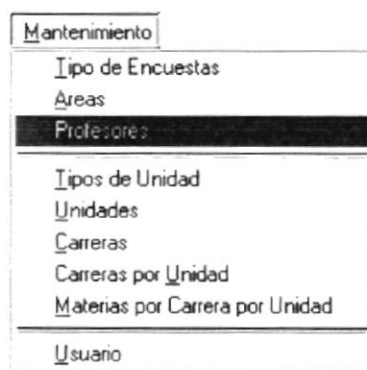 Mantenimiento
Tipo de Encuestas
Areas
Profesores
Tipos de Unidad
Unidades
Carreras
Carreras por Unidad
Materias por Carrera por Unidad
Usuario